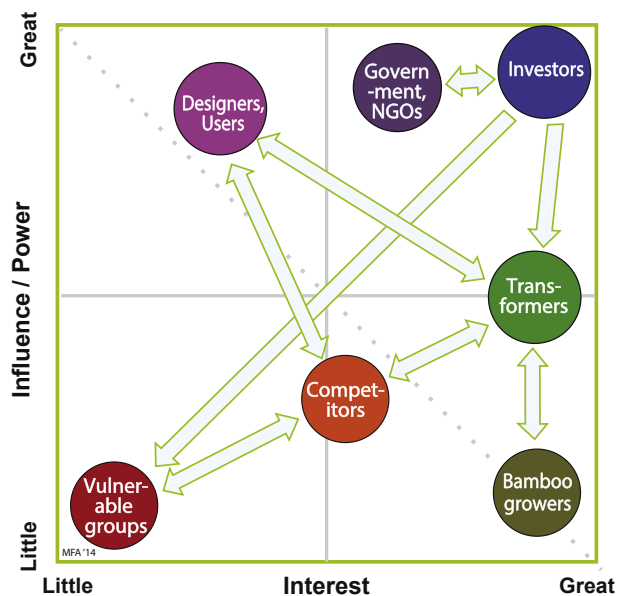 Great
Influence / Power
Little
Designers,
Users
Govern
-ment,
NGOs
Investors
Trans-
formers
Compet-
itors
Vulner-
able
groups
Bamboo
growers
MFA '14
Little
Interest
Great